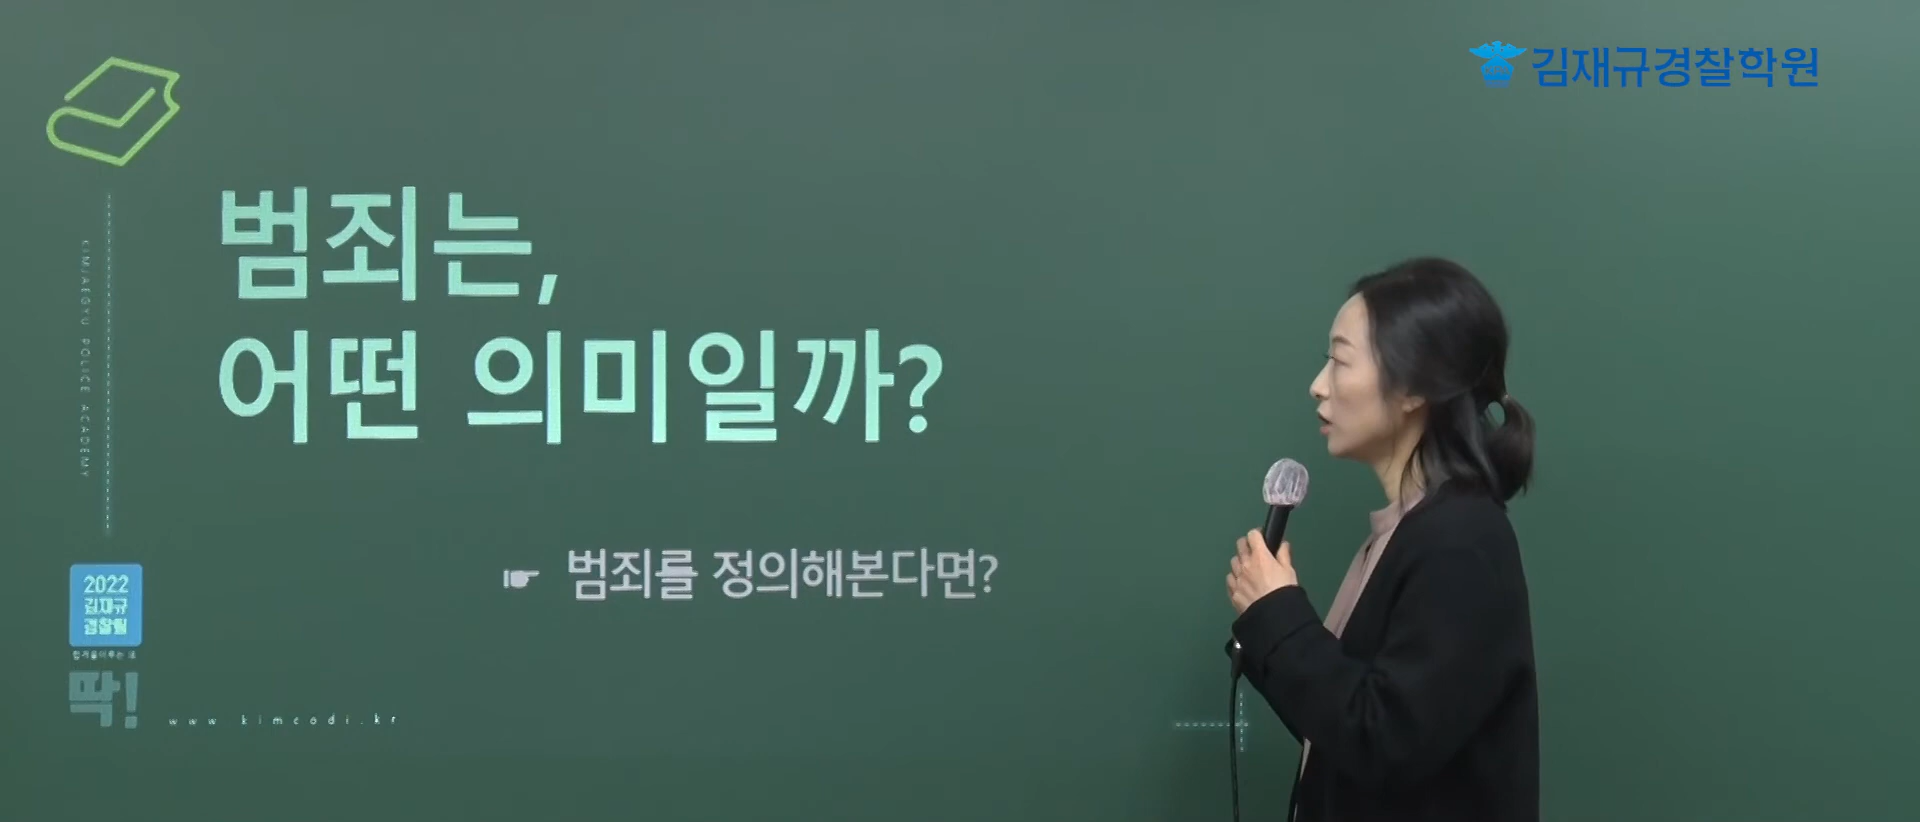 김재규경찰학원
범죄는,
어떤 의미일까?
☛ 범죄를 정의해본다면?
KIMJAEGYU POLICE ACADEMY
2022
김재규
경찰팀
딱!
www.kimcodi.kr